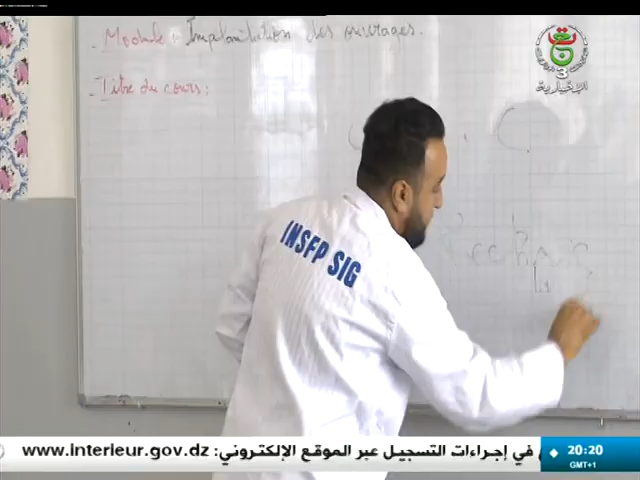 - Module : Implantation des ouvrages.
- Titre du cours :
3
الإخبارية
INSFP SIG
في إجراءات التسجيل عبر الموقع الإلكتروني: www.interieur.gov.dz
20:20
GMT+1